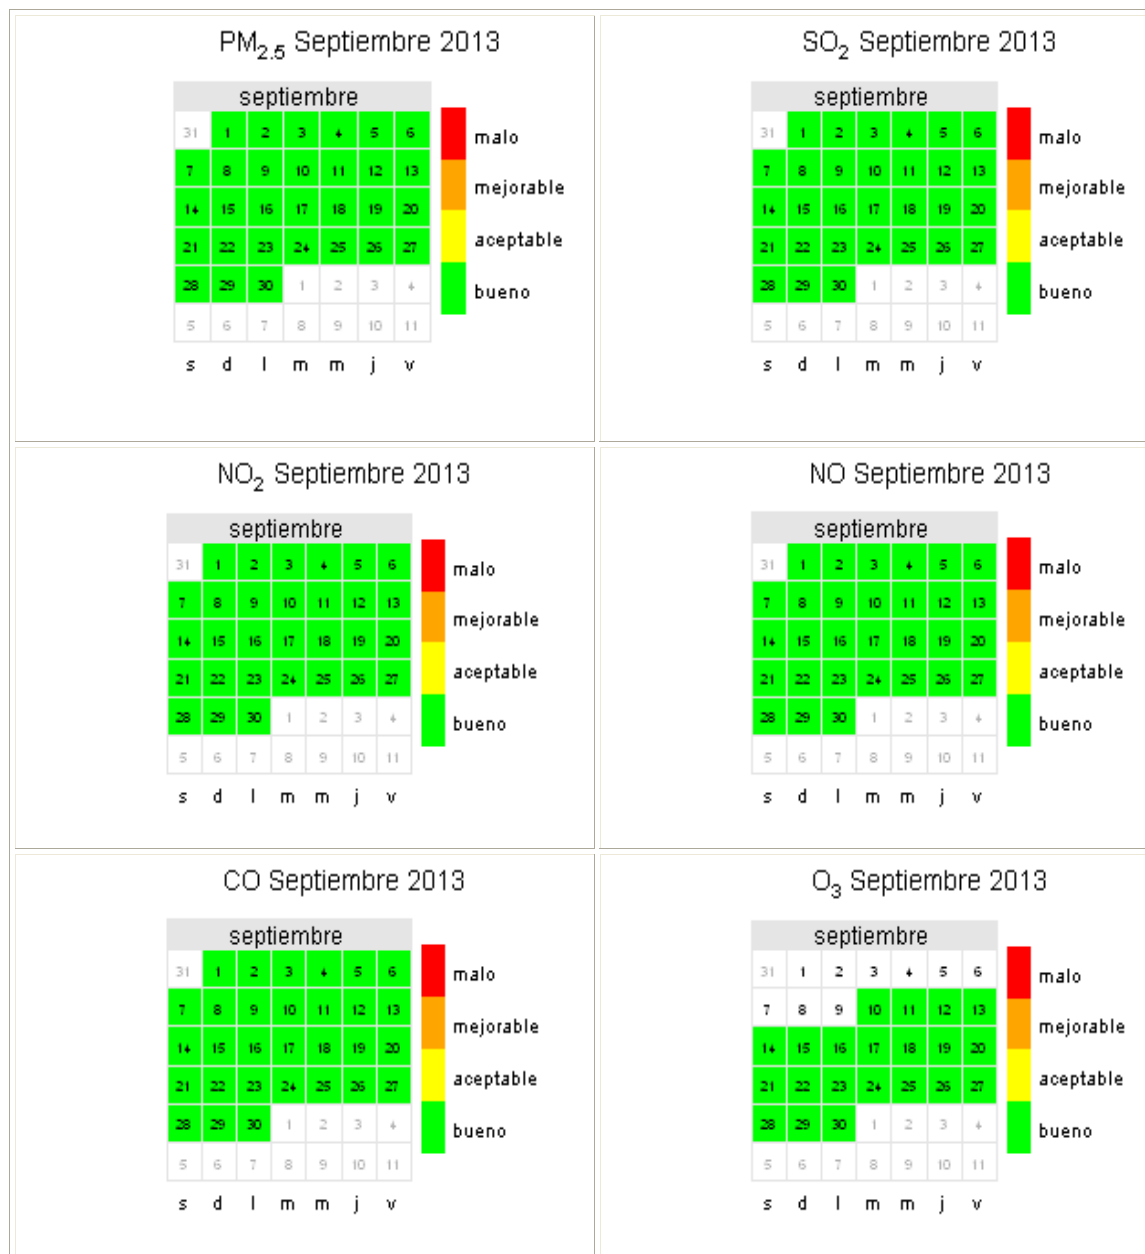 PM2.5 Septiembre 2013
septiembre
31 1 2 3 4 5 6
7 8 9 10 11 12 13
14 15 16 17 18 19 20
21 22 23 24 25 26 27
28 29 30 1 2 3 4
5 6 7 8 9 10 11
s d l m m j v
malo
mejorable
aceptable
bueno
SO2 Septiembre 2013
septiembre
31 1 2 3 4 5 6
7 8 9 10 11 12 13
14 15 16 17 18 19 20
21 22 23 24 25 26 27
28 29 30 1 2 3 4
5 6 7 8 9 10 11
s d l m m j v
malo
mejorable
aceptable
bueno
NO2 Septiembre 2013
septiembre
31 1 2 3 4 5 6
7 8 9 10 11 12 13
14 15 16 17 18 19 20
21 22 23 24 25 26 27
28 29 30 1 2 3 4
5 6 7 8 9 10 11
s d l m m j v
malo
mejorable
aceptable
bueno
NO Septiembre 2013
septiembre
31 1 2 3 4 5 6
7 8 9 10 11 12 13
14 15 16 17 18 19 20
21 22 23 24 25 26 27
28 29 30 1 2 3 4
5 6 7 8 9 10 11
s d l m m j v
malo
mejorable
aceptable
bueno
CO Septiembre 2013
septiembre
31 1 2 3 4 5 6
7 8 9 10 11 12 13
14 15 16 17 18 19 20
21 22 23 24 25 26 27
28 29 30 1 2 3 4
5 6 7 8 9 10 11
s d l m m j v
malo
mejorable
aceptable
bueno
O3 Septiembre 2013
septiembre
31 1 2 3 4 5 6
7 8 9 10 11 12 13
14 15 16 17 18 19 20
21 22 23 24 25 26 27
28 29 30 1 2 3 4
5 6 7 8 9 10 11
s d l m m j v
malo
mejorable
aceptable
bueno